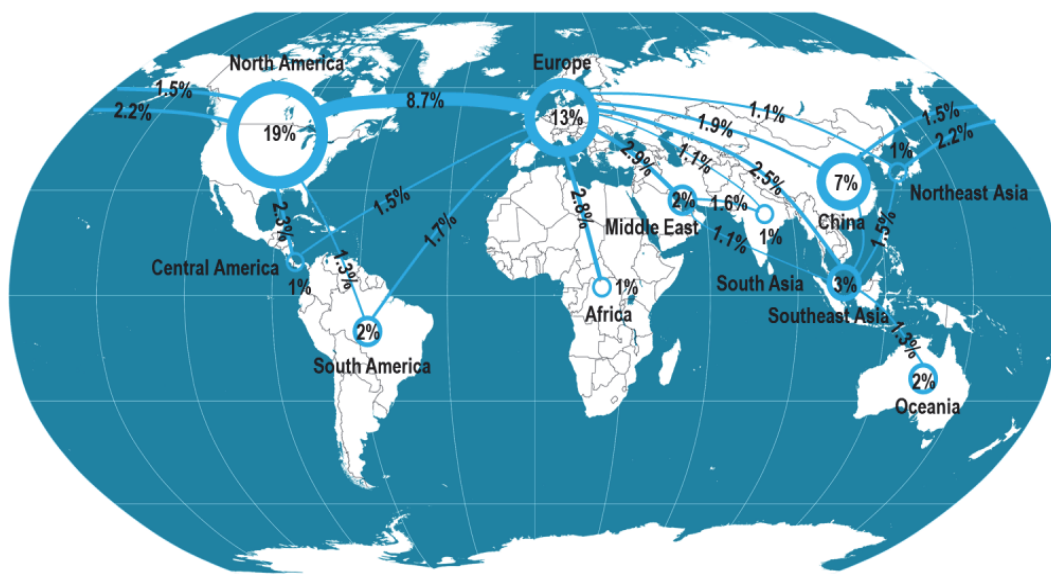 North America
Europe
1.5%
2.2%
19%
8.7%
13%
1.1%
1.9%
1.5%
2.2%
2.9%
1.1%
2.5%
1%
7%
Northeast Asia
2.3%
1.5%
2.8%
2%
1.6%
China
Middle East
1%
1.1%
1.5%
1.7%
Central America
1%
1.3%
South Asia
3%
1%
Africa
Southeast Asia
2%
1.3%
South America
2%
Oceania